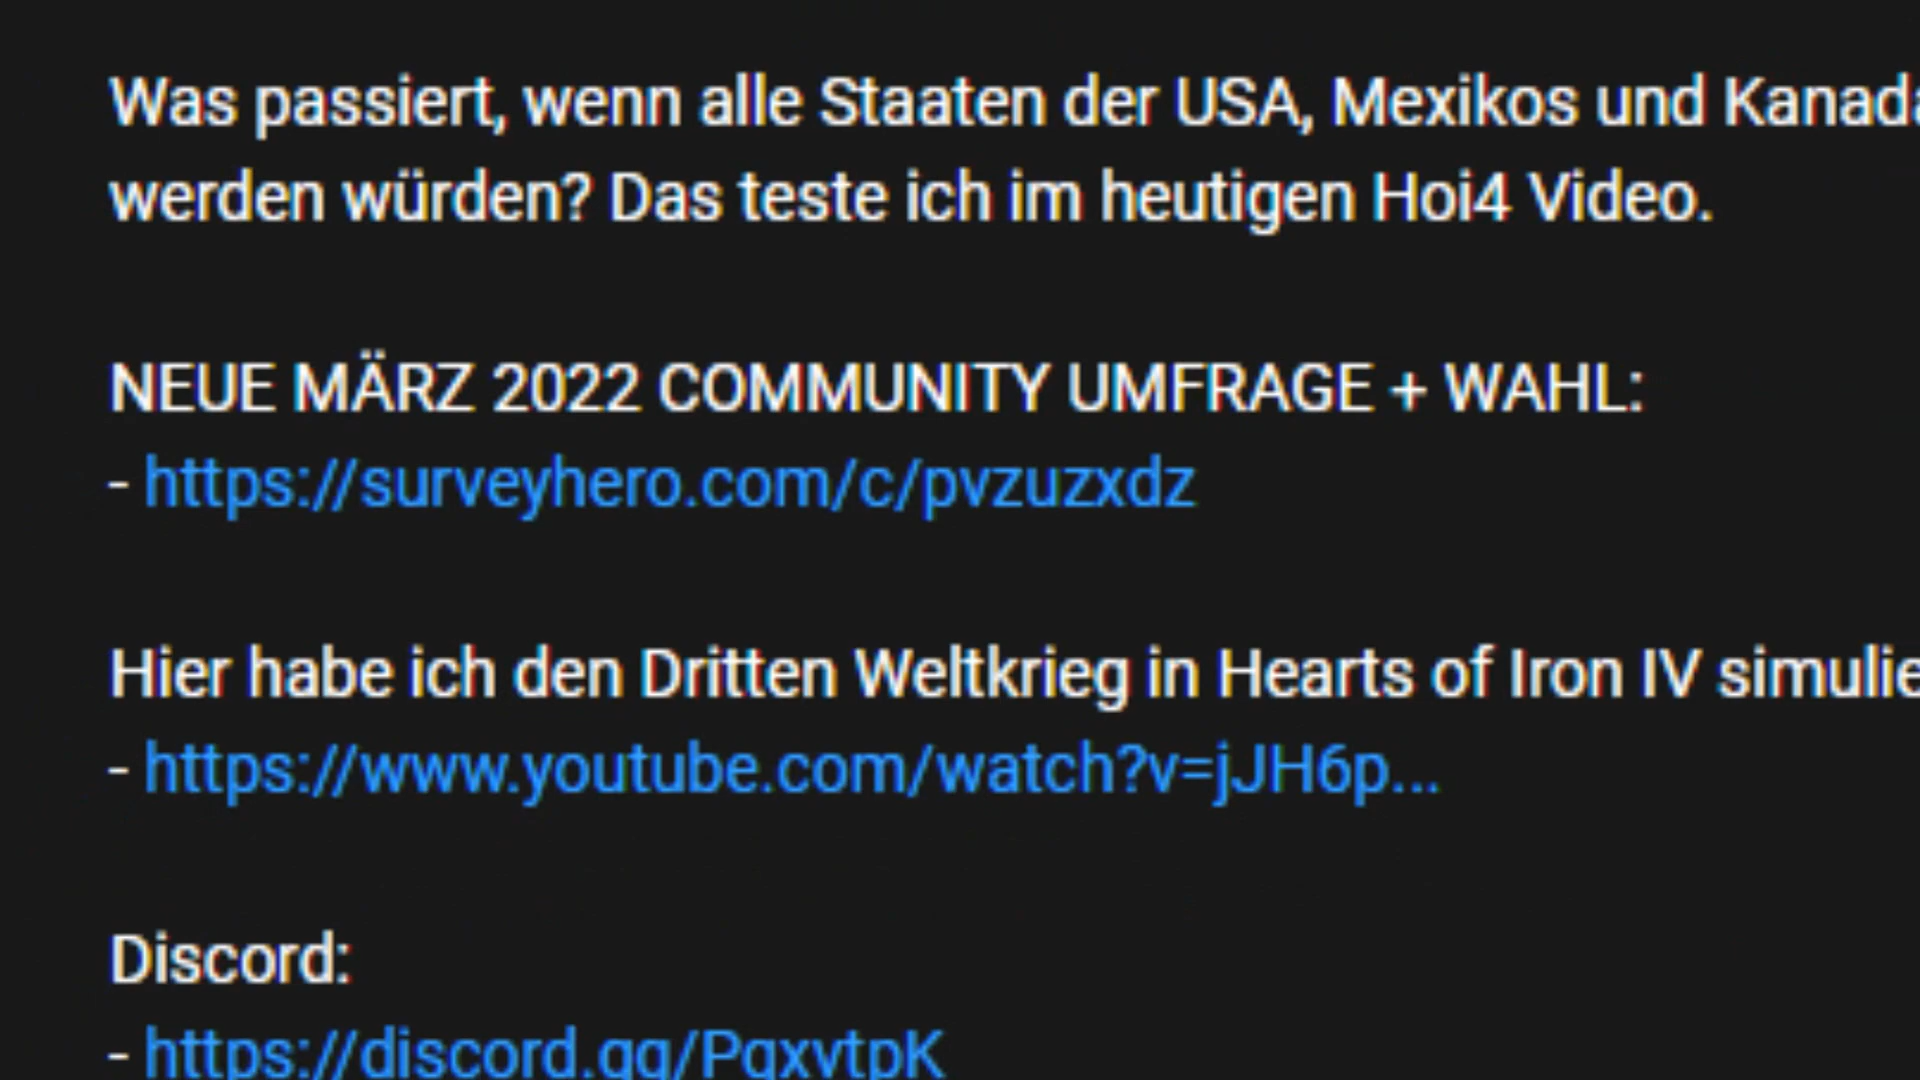 Was passiert, wenn alle Staaten der USA, Mexikos und Kanada
werden würden? Das teste ich im heutigen Hoi4 Video.
NEUE MÄRZ 2022 COMMUNITY UMFRAGE + WAHL:
- https://surveyhero.com/c/pvzuzxdz
Hier habe ich den Dritten Weltkrieg in Hearts of Iron IV simulie
- https://www.youtube.com/watch?v=jJH6p...
Discord:
- https://discord.gg/